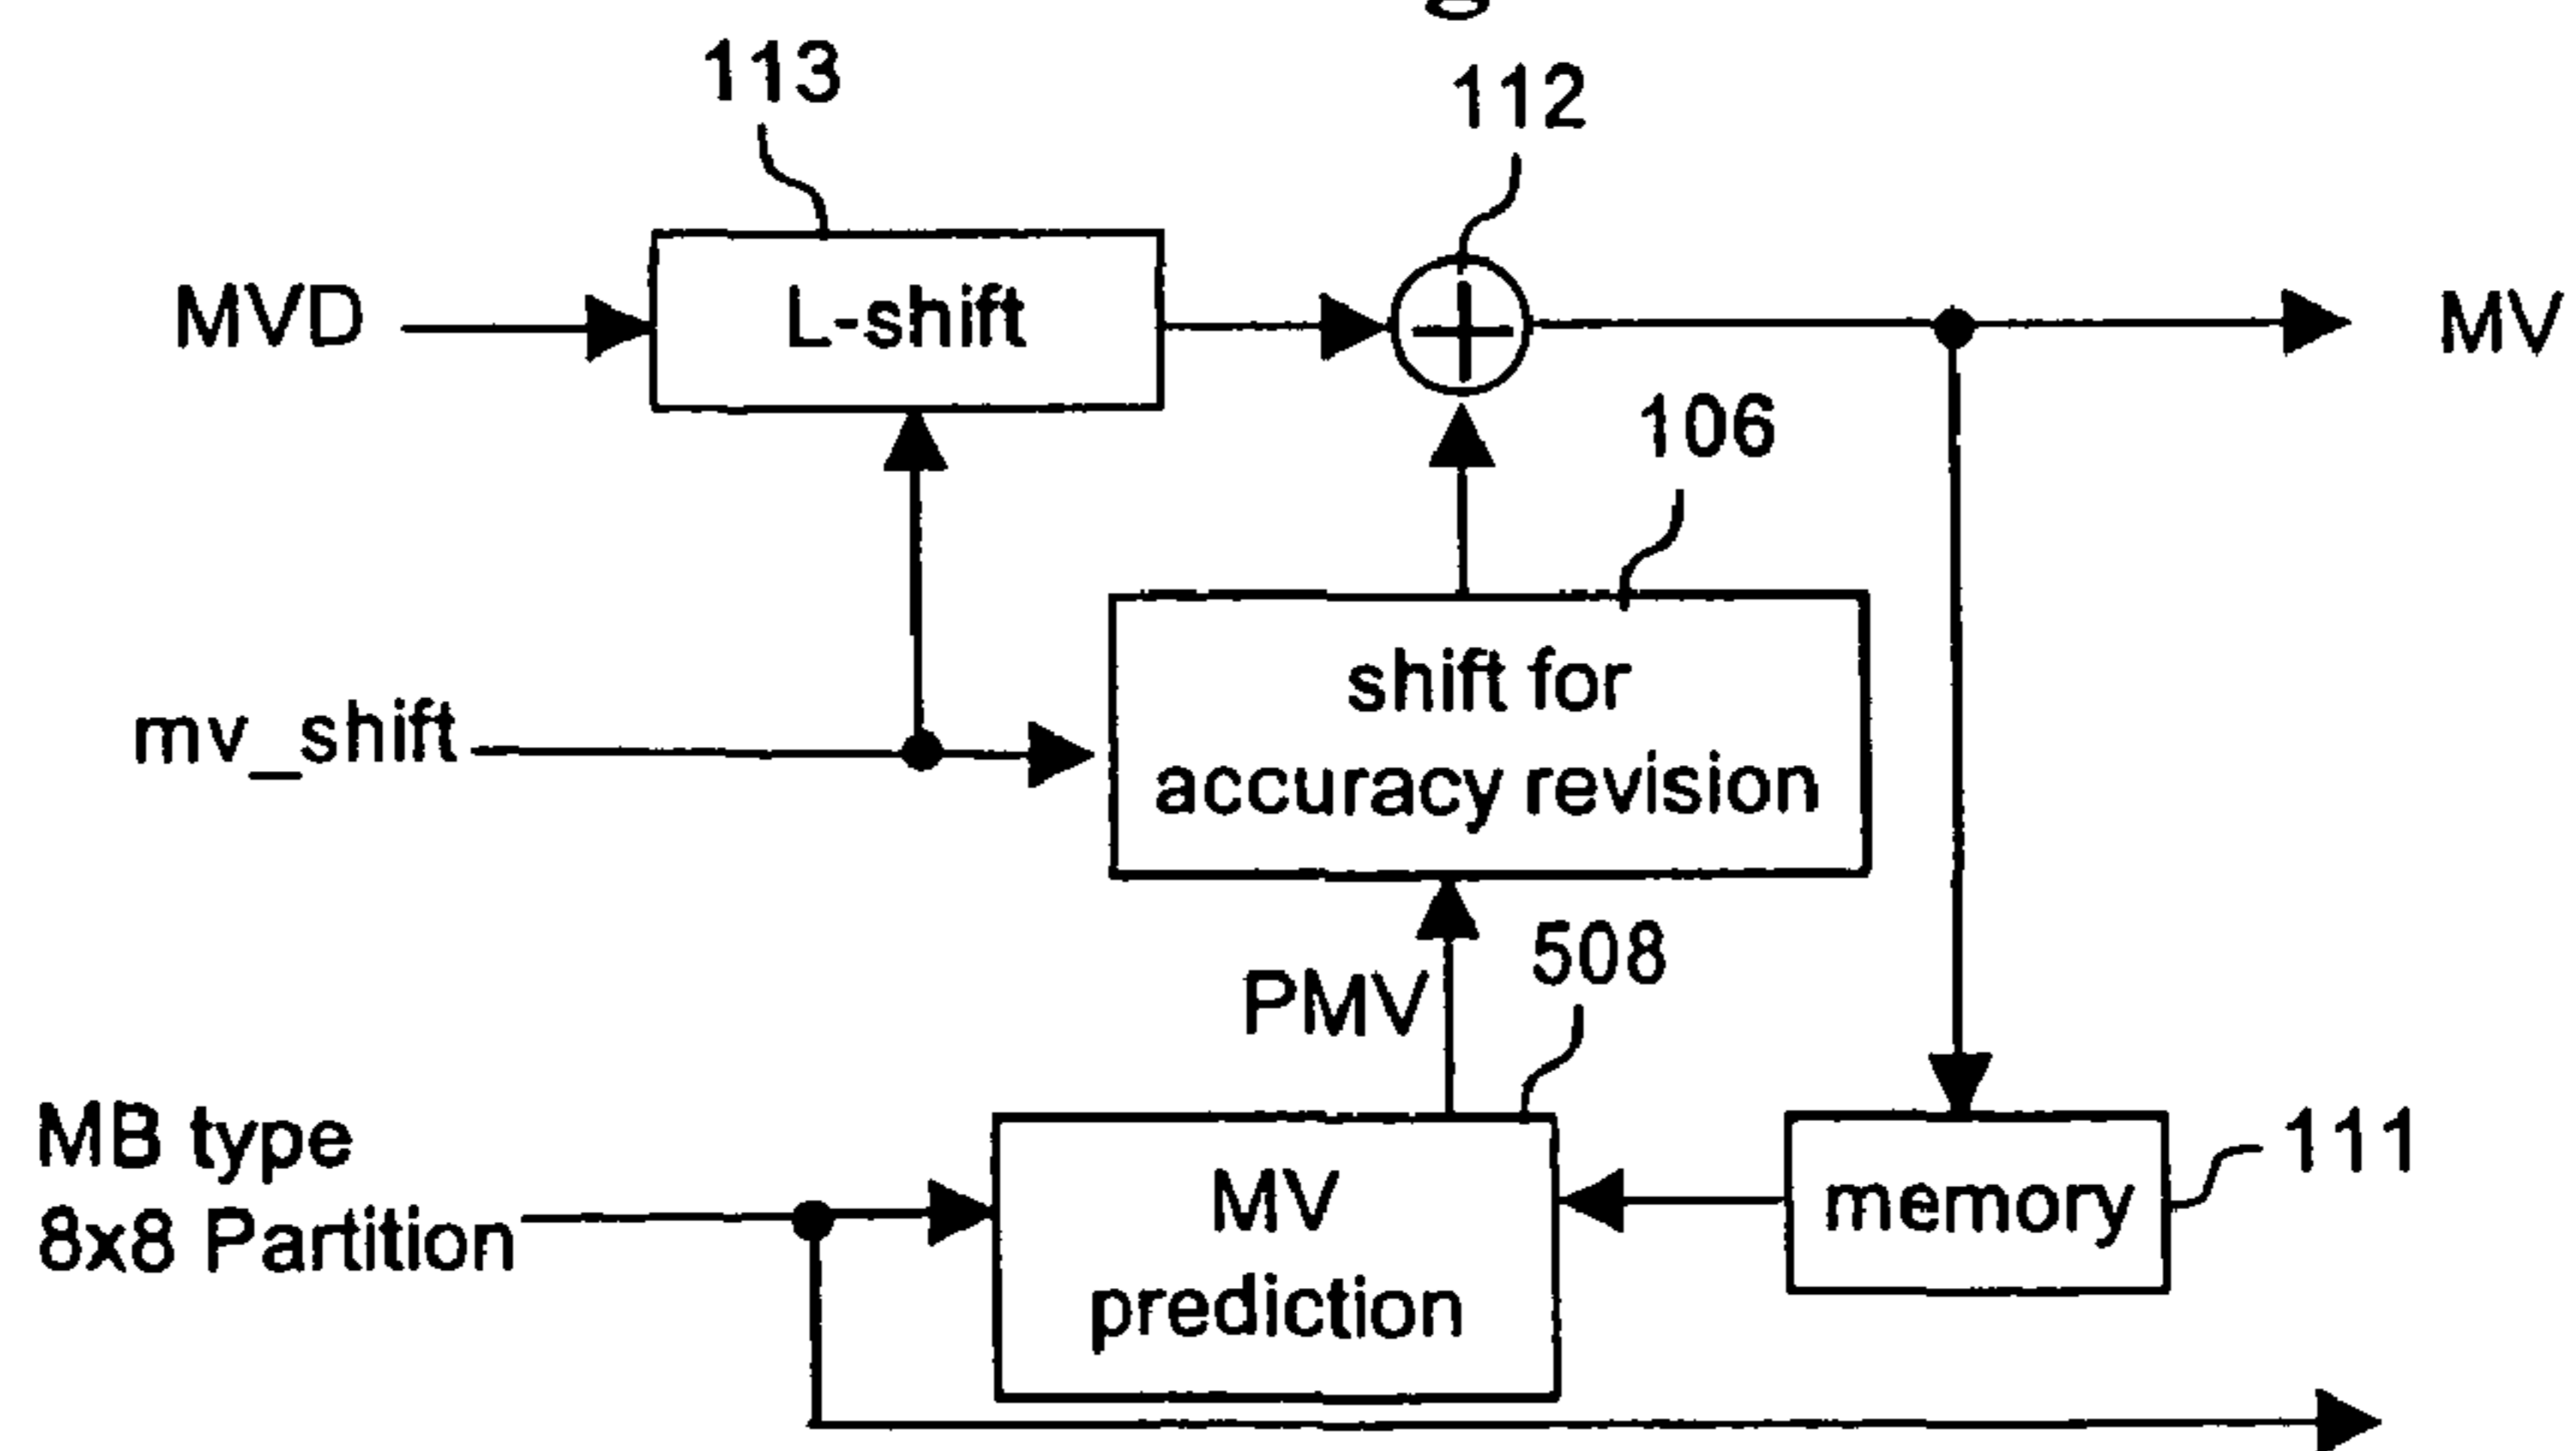 113
112
MVD
L-shift
MV
106
shift for
accuracy revision
mv_shift
PMV
508
MB type
8x8 Partition
MV
prediction
memory
111